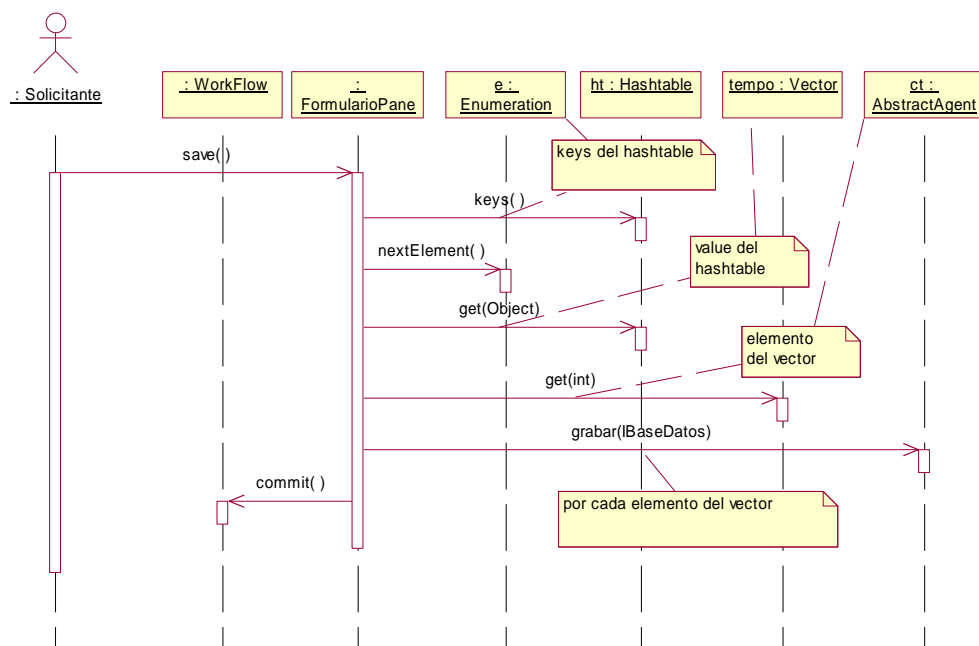 : Solicitante
: WorkFlow
:
FormularioPane
e :
Enumeration
ht : Hashtable
tempo : Vector
ct :
AbstractAgent
keys del hashtable
save( )
keys( )
value del
hashtable
nextElement( )
get(Object)
elemento
del vector
get(int)
grabar(IBaseDatos)
commit( )
por cada elemento del vector